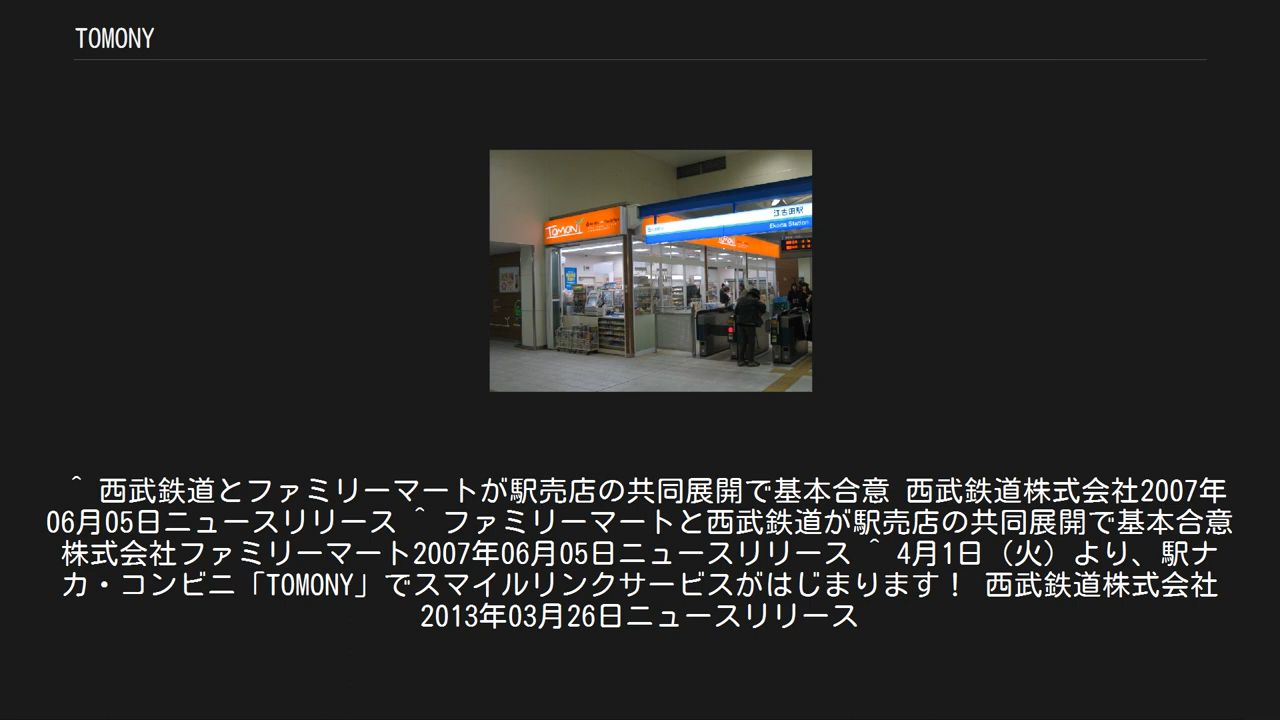 TOMONY
TOMONY
江古田駅
Ekoda Station
TOMONY
＾ 西武鉄道とファミリーマートが駅売店の共同展開で基本合意 西武鉄道株式会社2007年
06月05日ニュースリリース ＾ ファミリーマートと西武鉄道が駅売店の共同展開で基本合意
株式会社ファミリーマート2007年06月05日ニュースリリース ＾ 4月1日（火）より、駅ナ
カ・コンビニ「TOMONY」でスマイルリンクサービスがはじまります！ 西武鉄道株式会社
2013年03月26日ニュースリリース